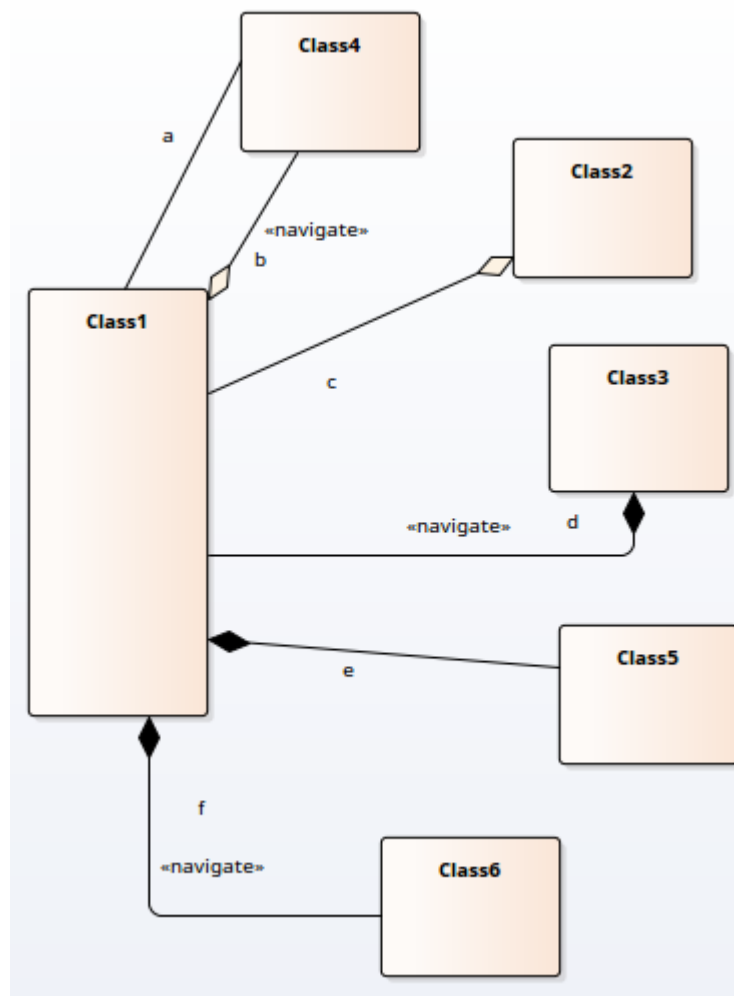 Class4
a
Class2
«navigate»
b
Class1
Class3
c
«navigate»
d
Class5
e
f
«navigate»
Class6